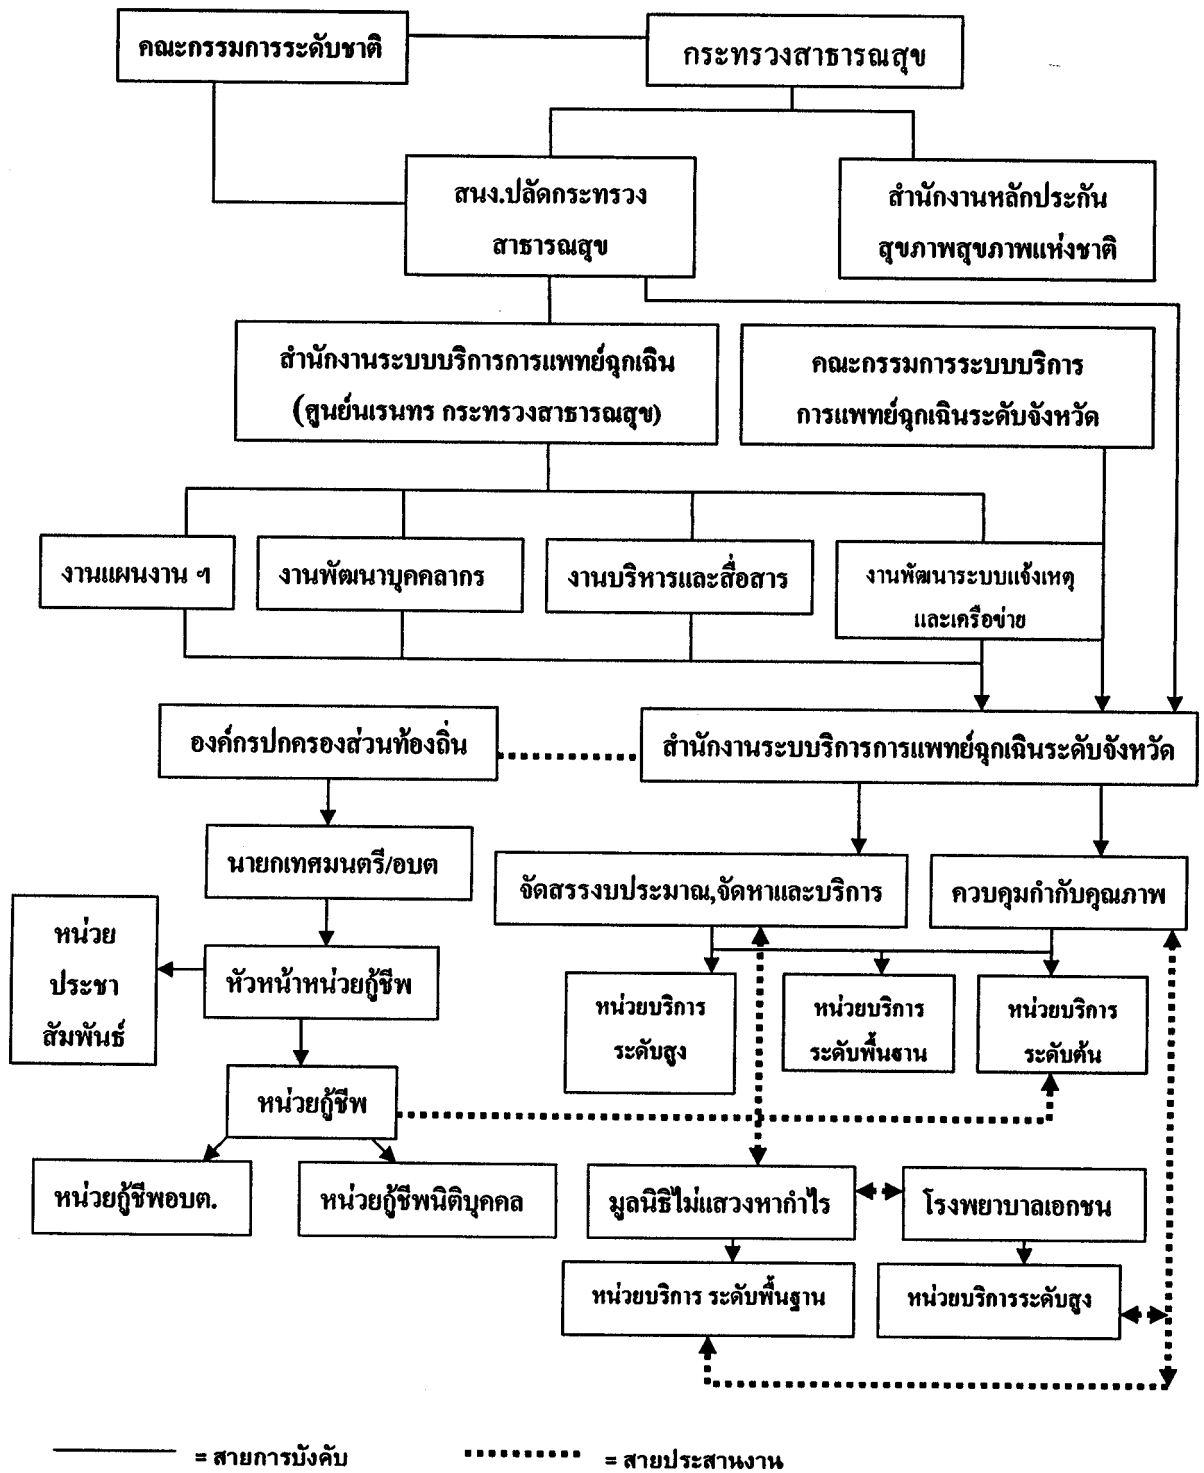 คณะกรรมการระดับชาติ
กระทรวงสาธารณสุข
สนง.ปลัดกระทรวง
สาธารณสุข
สำนักงานหลักประกัน
สุขภาพสุขภาพแห่งชาติ
สำนักงานระบบบริการการแพทย์ฉุกเฉิน
(ศูนย์นเรนทร กระทรวงสาธารณสุข)
คณะกรรมการระบบบริการ
การแพทย์ฉุกเฉินระดับจังหวัด
งานแผนงาน ฯ
งานพัฒนาบุคคลากร
งานบริหารและสื่อสาร
งานพัฒนาระบบแจ้งเหตุ
และเครือข่าย
องค์กรปกครองส่วนท้องถิ่น
สำนักงานระบบริการการแพทย์ฉุกเฉินระดับจังหวัด
นายกเทศมนตรี/อบต
จัดสรรงบประมาณ,จัดหาและบริการ
ควบคุมกำกับคุณภาพ
หน่วย
ประชา
สัมพันธ์
หัวหน้าหน่วยกู้ชีพ
หน่วยบริการ
ระดับสูง
หน่วยบริการ
ระดับพื้นฐาน
หน่วยบริการ
ระดับต้น
หน่วยกู้ชีพ
หน่วยกู้ชีพอบต.
หน่วยกู้ชีพนิติบุคคล
มูลนิธิไม่แสวงหากำไร
โรงพยาบาลเอกชน
หน่วยบริการ ระดับพื้นฐาน
หน่วยบริการระดับสูง
= สายการบังคับ
= สายประสานงาน